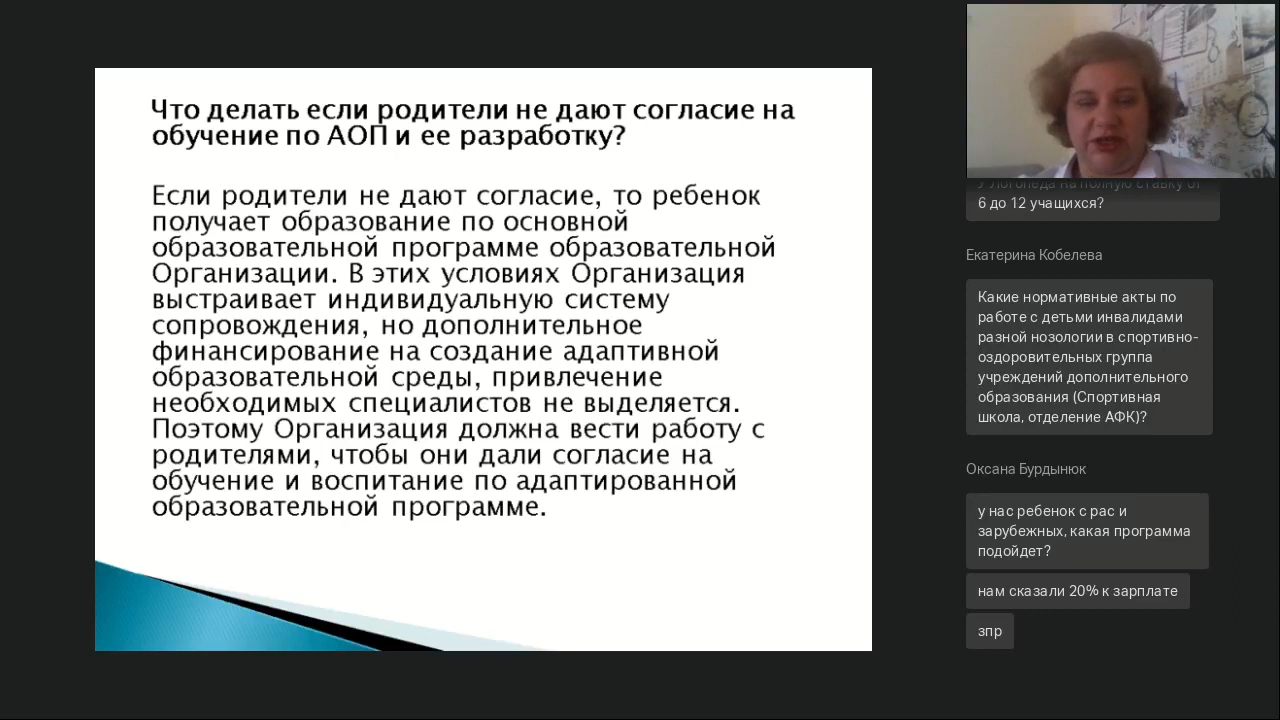 Что делать если родители не дают согласие на
обучение по АОП и ее разработку?
Если родители не дают согласие, то ребенок
получает образование по основной
образовательной программе образовательной
Организации. В этих условиях Организация
выстраивает индивидуальную систему
сопровождения, но дополнительное
финансирование на создание адаптивной
образовательной среды, привлечение
необходимых специалистов не выделяется.
Поэтому Организация должна вести работу с
родителями, чтобы они дали согласие на
обучение и воспитание по адаптированной
образовательной программе.
У Логопеда на полную ставку от
6 до 12 учащихся?
Екатерина Кобелева
Какие нормативные акты по
работе с детьми инвалидами
разной нозологии в спортивно-
оздоровительных группа
учреждений дополнительного
образования (Спортивная
школа, отделение АФК)?
Оксана Бурдынюк
у нас ребенок с рас и
зарубежных, какая программа
подойдет?
нам сказали 20% к зарплате
зпр